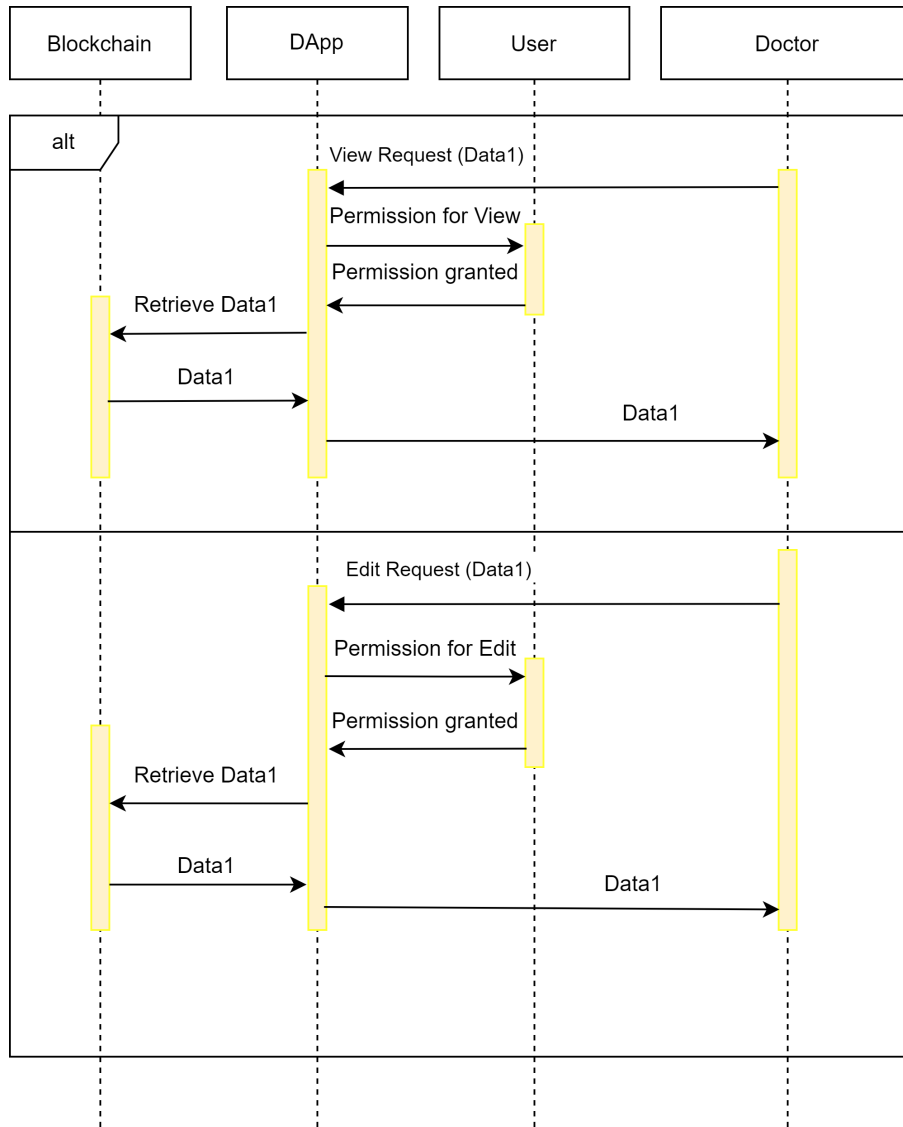 Blockchain
DApp
User
Doctor
alt
View Request (Data1)
Permission for View
Permission granted
Retrieve Data1
Data1
Data1
Edit Request (Data1)
Permission for Edit
Permission granted
Retrieve Data1
Data1
Data1